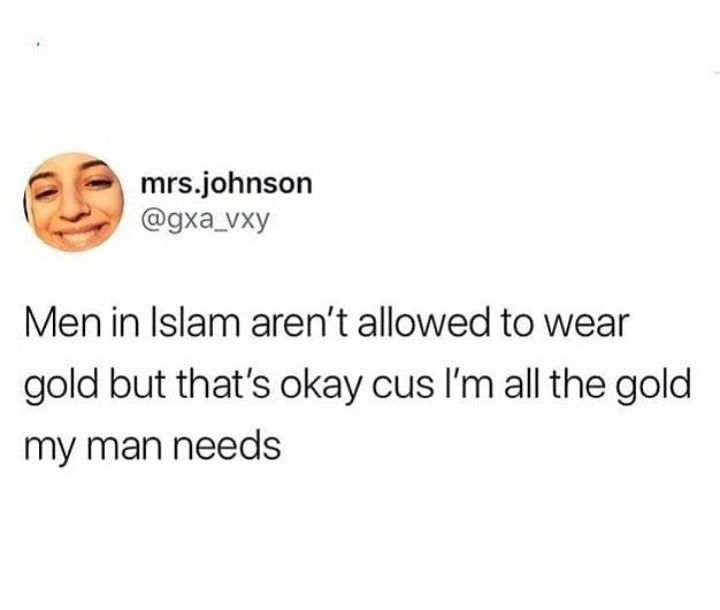 mrs.johnson
@gxa_vxy
Men in Islam aren't allowed to wear
gold but that's okay cus I'm all the gold
my man needs